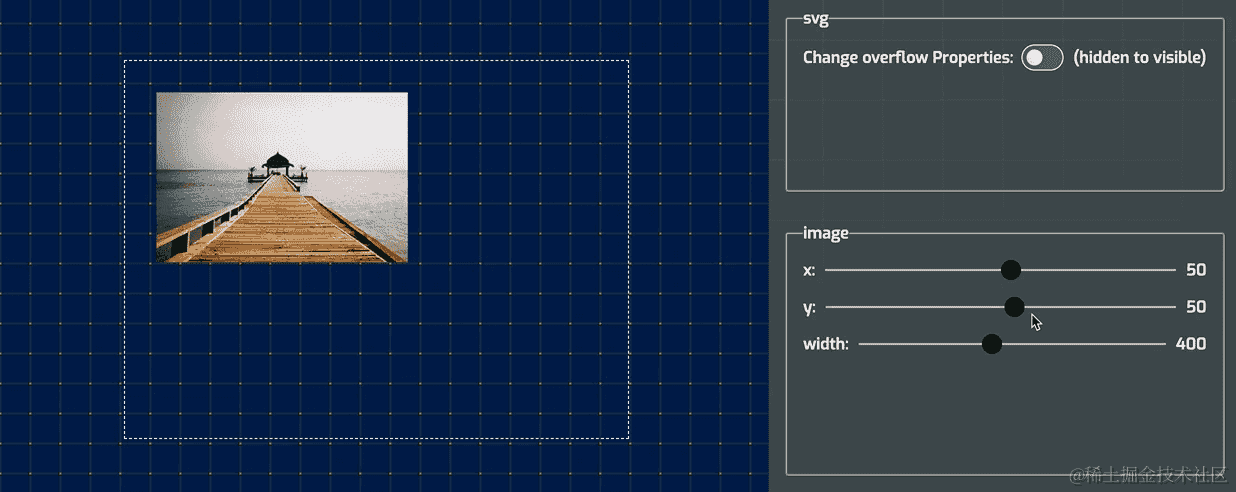 svg
Change overflow Properties: (hidden to visible)
image
x: 50
y: 50
width: 400
@稀土掘金技术社区